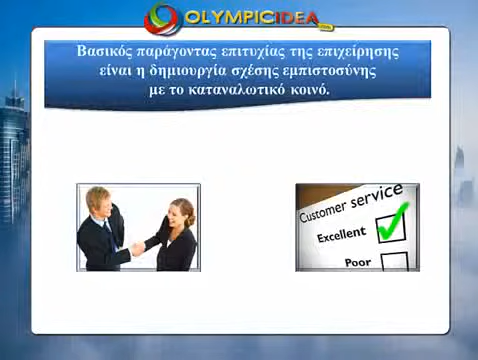 OLYMPICIDEA
Βασικός παράγοντας επιτυχίας της επιχείρησης
είναι η δημιουργία σχέσης εμπιστοσύνης
με το καταναλωτικό κοινό.
Customer service
Excellent
Poor